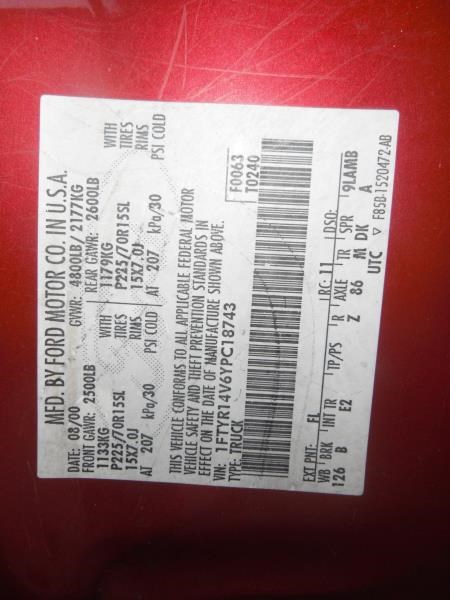 MFD. BY FORD MOTOR CO. IN U.S.A.
DATE: 08/00 GVWR: 4800LB/ 2177KG
FRONT GAWR: 2500LB REAR GAWR: 2600LB
1133KG 1179KG WITH
P225/70R15SL TIRES P225/70R15SL TIRES
15X7.0J RIMS 15X7.0J RIMS
AT 207 kPa/30 PSI COLD AT 207 kPa/30 PSI COLD
THIS VEHICLE CONFORMS TO ALL APPLICABLE FEDERAL MOTOR
VEHICLE SAFETY AND THEFT PREVENTION STANDARDS IN
EFFECT ON THE DATE OF MANUFACTURE SHOWN ABOVE.
VIN: 1FTYR14V6YPC18743 F0063
TYPE: TRUCK T0240
EXT PNT: FL RC: 11 DSO:
WB BRK INT TR TP/PS R AXLE TR SPR 9LAMB
126 B E2 Z 86 M DK A
UTC ▽ F85B-1520472-AB